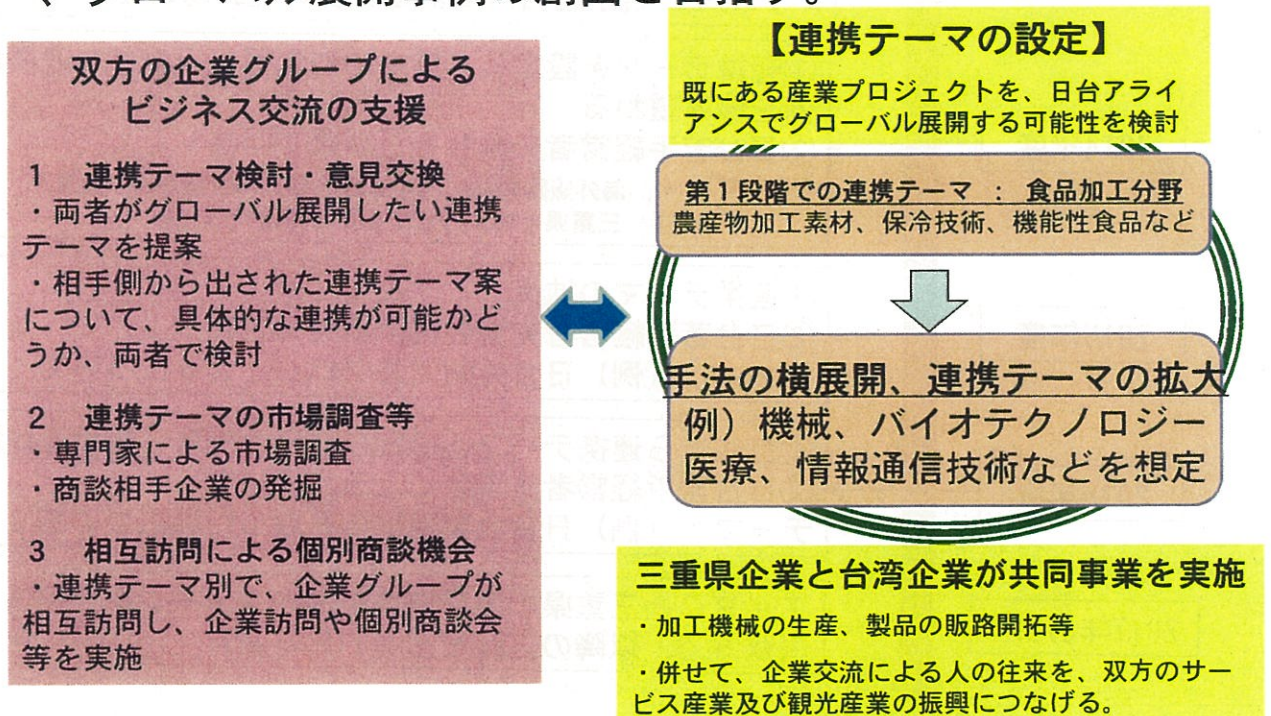 双方の企業グループによる
ビジネス交流の支援
1 連携テーマ検討・意見交換
・両者がグローバル展開したい連携
テーマを提案
・相手側から出された連携テーマ案
について、具体的な連携が可能かど
うか、両者で検討
2 連携テーマの市場調査等
・専門家による市場調査
・商談相手企業の発掘
3 相互訪問による個別商談機会
・連携テーマ別で、企業グループが
相互訪問し、企業訪問や個別商談会
等を実施
【連携テーマの設定】
既にある産業プロジェクトを、日台アライ
アンスでグローバル展開する可能性を検討
第1段階での連携テーマ : 食品加工分野
農産物加工素材、保冷技術、機能性食品など
手法の横展開、連携テーマの拡大
例）機械、バイオテクノロジー
医療、情報通信技術などを想定
三重県企業と台湾企業が共同事業を実施
・加工機械の生産、製品の販路開拓等
・併せて、企業交流による人の往来を、双方のサー
ビス産業及び観光産業の振興につなげる。